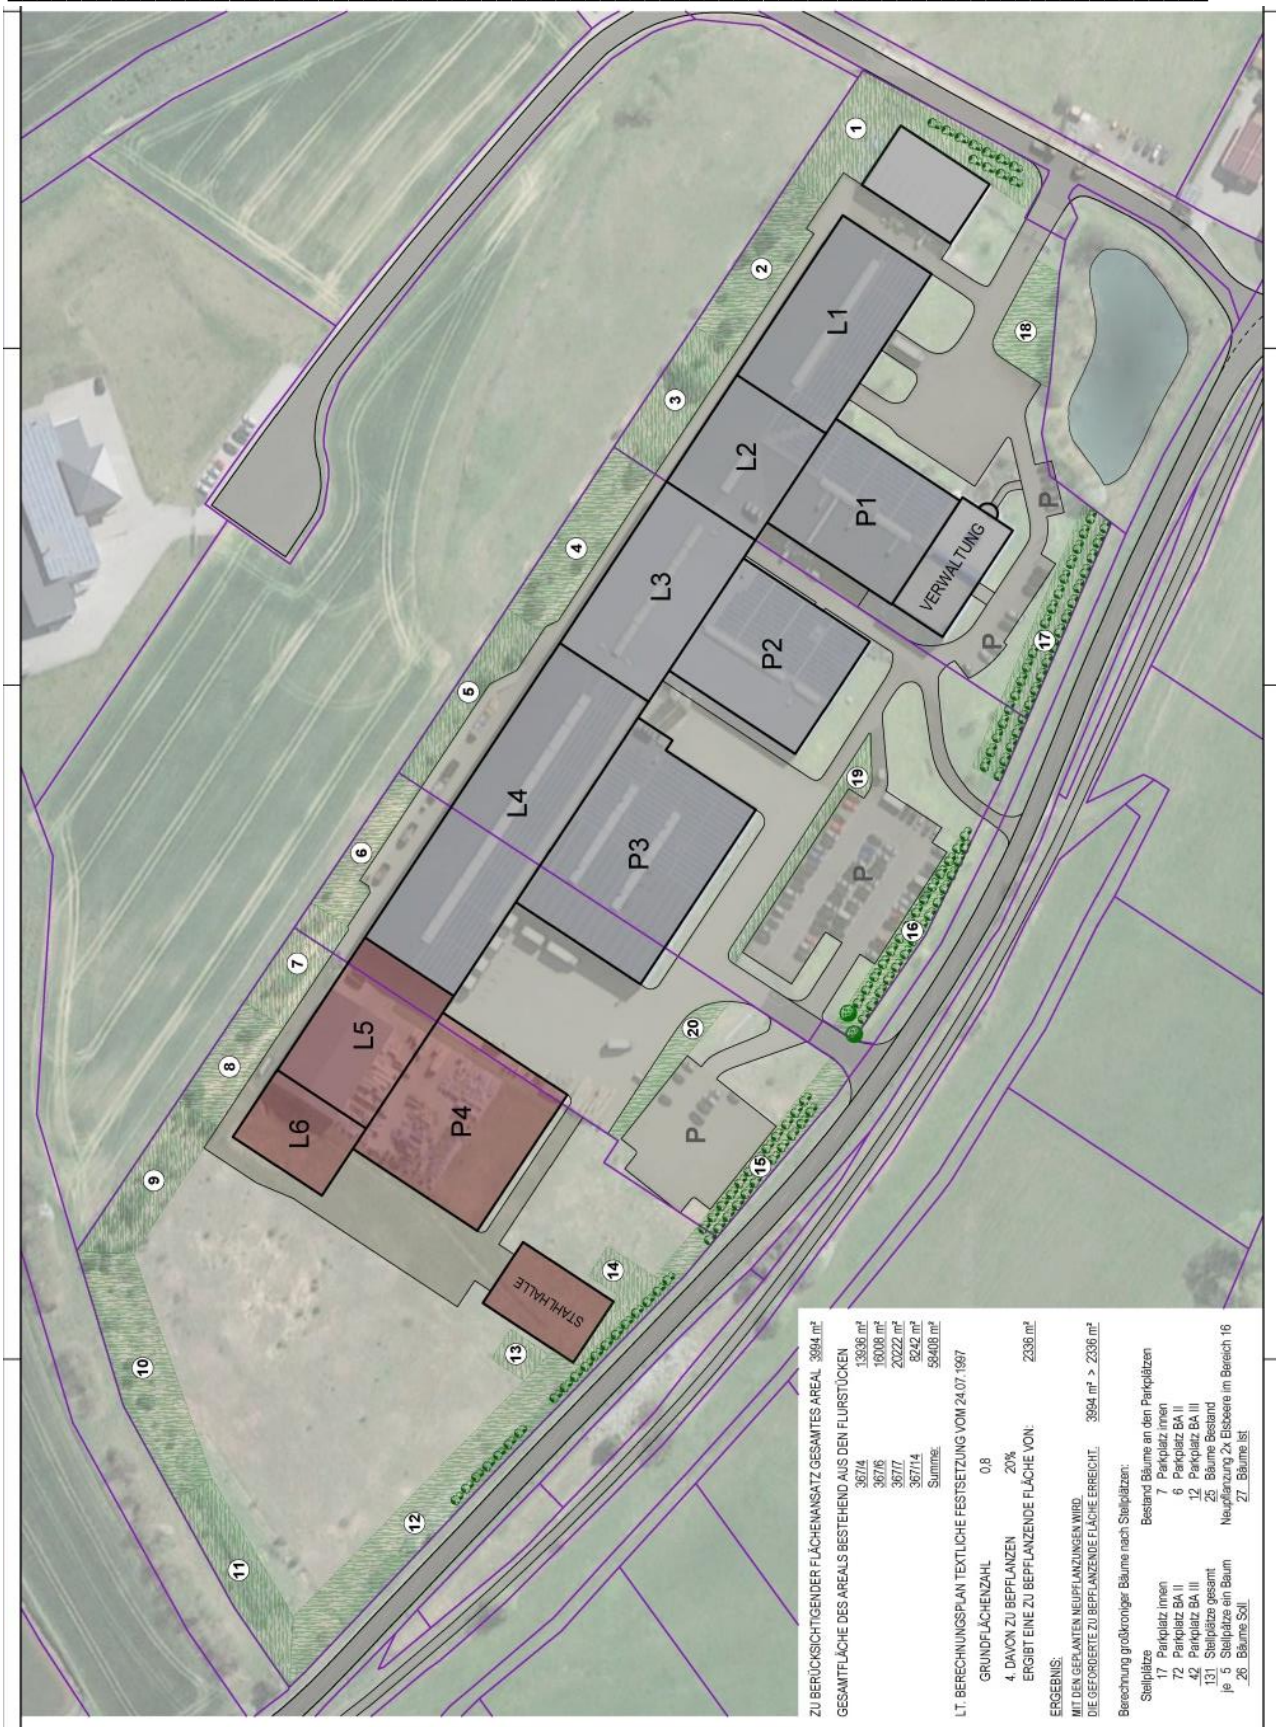 1
2
3
4
5
6
7
8
9
10
11
12
13
14
15
16
17
18
19
20
L1
L2
L3
L4
L5
L6
P1
P2
P3
P4
VERWALTUNG
STAHLHALLE
P
P
P
P
ZU BERÜCKSICHTIGENDER FLÄCHENANSATZ GESAMTES AREAL 3994 m²
GESAMTFLÄCHE DES AREALS BESTEHEND AUS DEN FLURSTÜCKEN
367/4 13936 m²
367/6 16008 m²
367/7 20222 m²
367/14 8242 m²
Summe: 58408 m²
LT. BERECHNUNGSPLAN TEXTLICHE FESTSETZUNG VOM 24.07.1997
GRUNDFLÄCHENZAHL 0,8
4. DAVON ZU BEPFLANZEN 20%
ERGIBT EINE ZU BEPFLANZENDE FLÄCHE VON: 2336 m²
ERGEBNIS:
MIT DEN GEPLANTEN NEUPFLANZUNGEN WIRD
DIE GEFORDERTE ZU BEPFLANZENDE FLÄCHE ERREICHT. 3994 m² > 2336 m²
Berechnung großkroniger Bäume nach Stellplätzen:
Stellplätze Bestand Bäume an den Parkplätzen
17 Parkplatz innen 7 Parkplatz innen
72 Parkplatz BA II 6 Parkplatz BA II
42 Parkplatz BA III 12 Parkplatz BA III
131 Stellplätze gesamt 25 Bäume Bestand
je 5 Stellplätze ein Baum Neupflanzung 2x Elsbeere im Bereich 16
26 Bäume Soll 27 Bäume Ist